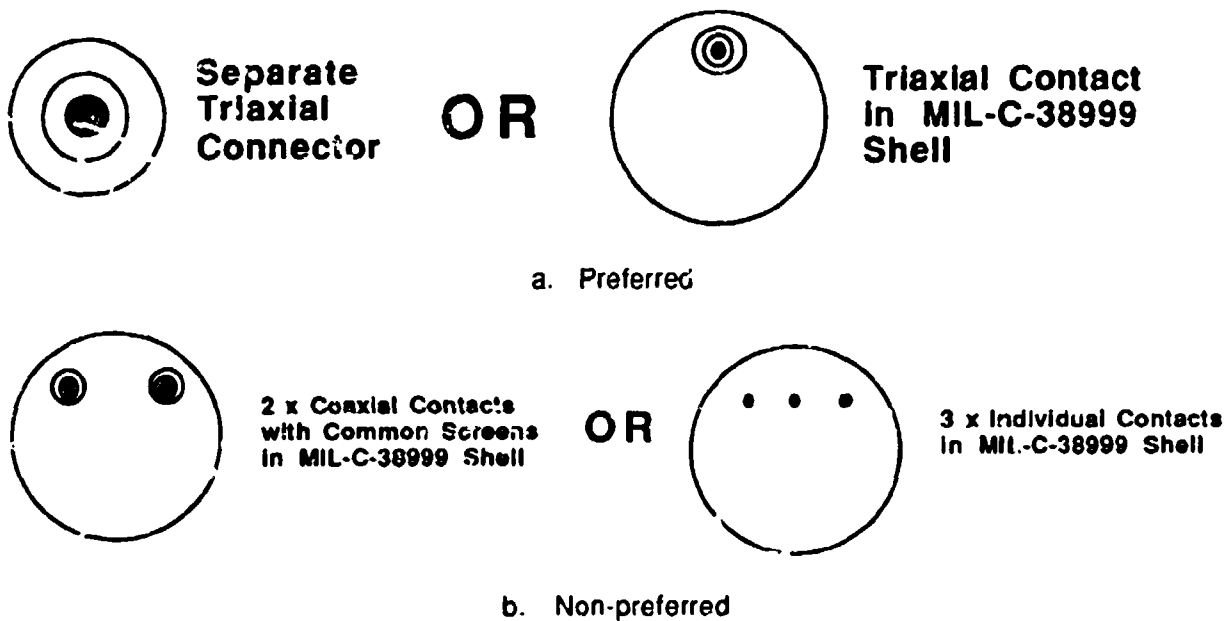 Separate
Triaxial
Connector
OR
Triaxial Contact
in MIL-C-38999
Shell
a. Preferred
2 x Coaxial Contacts
with Common Screens
in MIL-C-38999 Shell
OR
3 x Individual Contacts
in MIL-C-38999 Shell
b. Non-preferred